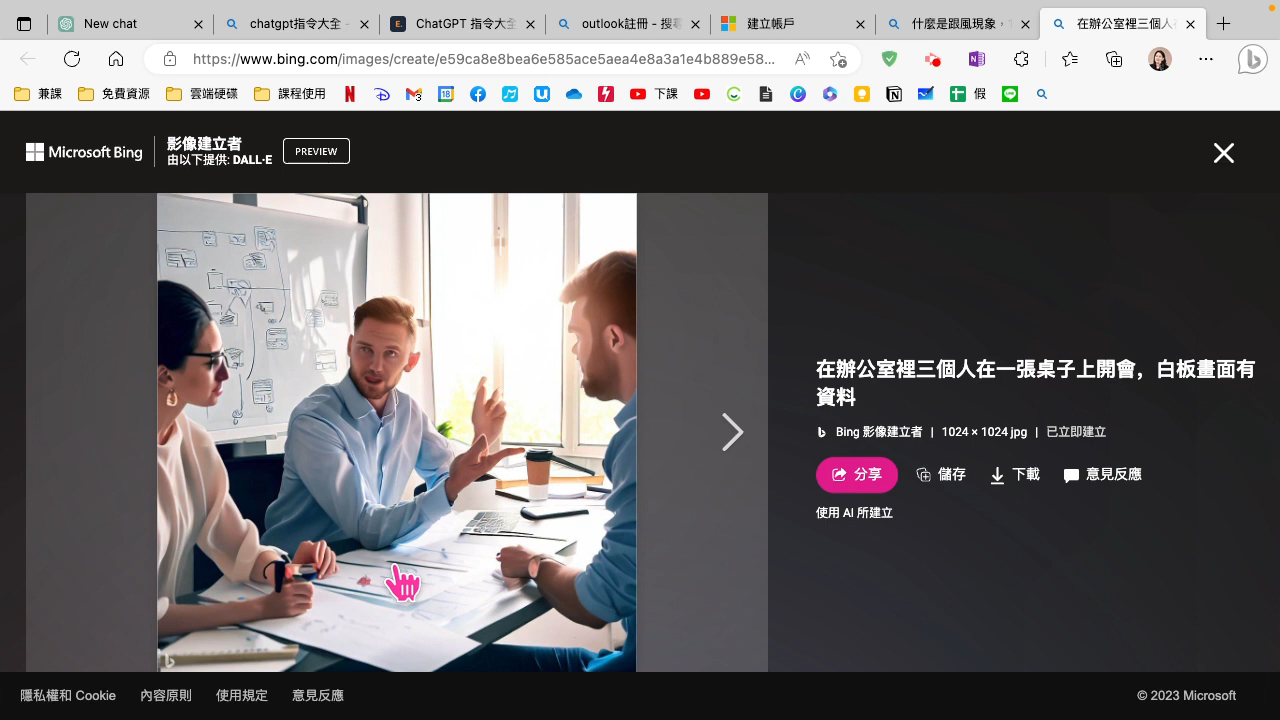 New chat
chatgpt指令大全 -
ChatGPT 指令大全
outlook註冊 - 搜尋
建立帳戶
什麼是跟風現象，
在辦公室裡三個人在
https://www.bing.com/images/create/e59ca8e8bea6e585ace5aea4e8a3a1e4b889e58...
兼課
免費資源
雲端硬碟
課程使用
下課
假
Microsoft Bing
影像建立者
由以下提供: DALL·E
PREVIEW
在辦公室裡三個人在一張桌子上開會，白板畫面有
資料
Bing 影像建立者 | 1024 × 1024 jpg | 已立即建立
分享
儲存
下載
意見反應
使用 AI 所建立
隱私權和 Cookie
內容原則
使用規定
意見反應
© 2023 Microsoft